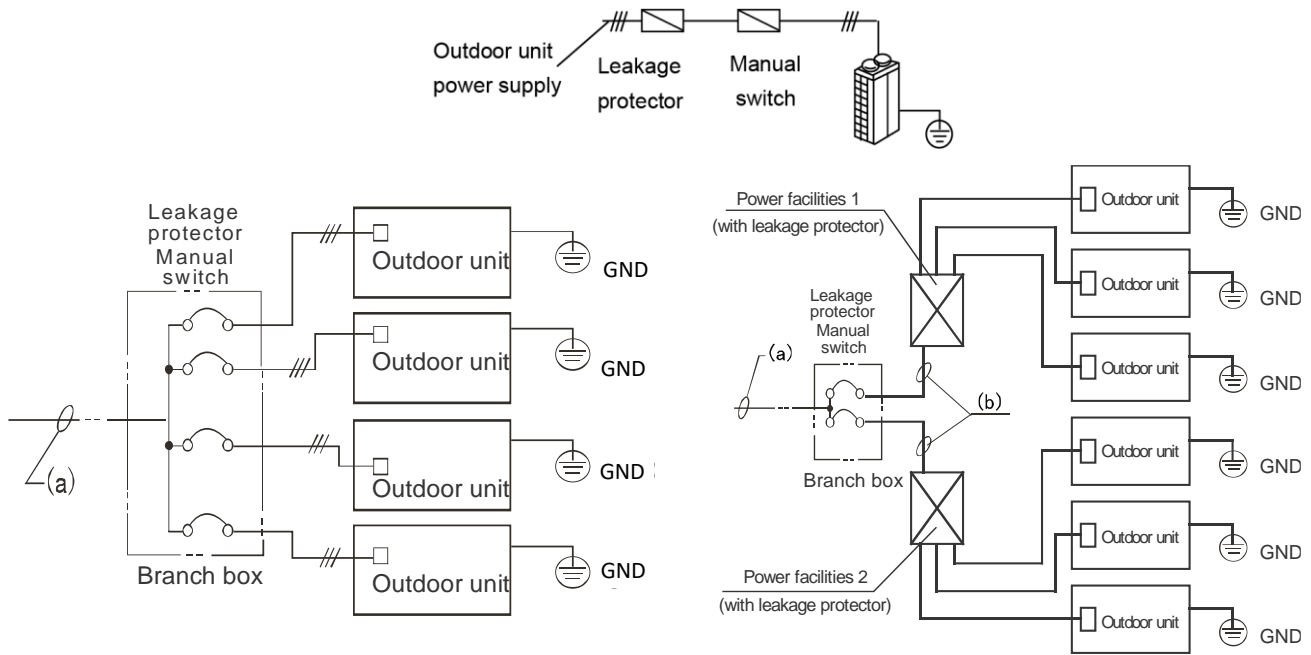 Outdoor unit
power supply
Leakage
protector
Manual
switch
Leakage
protector
Manual
switch
Outdoor unit
GND
Outdoor unit
GND
Outdoor unit
GND
Outdoor unit
GND
(a)
Branch box
Power facilities 1
(with leakage protector)
Leakage
protector
Manual
switch
(a)
(b)
Branch box
Power facilities 2
(with leakage protector)
Outdoor unit
GND
Outdoor unit
GND
Outdoor unit
GND
Outdoor unit
GND
Outdoor unit
GND
Outdoor unit
GND